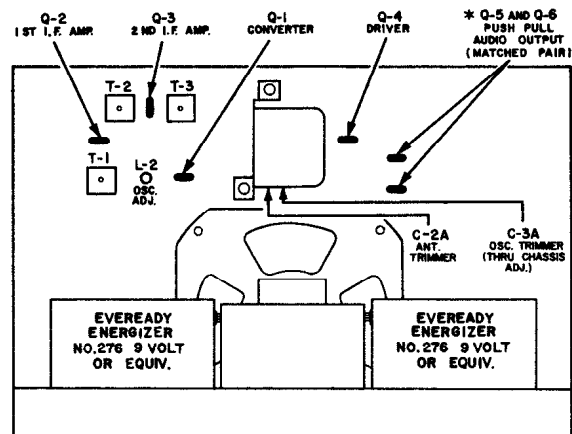 Q-2
1ST I.F. AMP.
Q-3
2ND I.F. AMP.
Q-1
CONVERTER
Q-4
DRIVER
* Q-5 AND Q-6
PUSH PULL
AUDIO OUTPUT
(MATCHED PAIR)
T-2
T-3
T-1
L-2
OSC.
ADJ.
C-2A
ANT.
TRIMMER
C-3A
OSC. TRIMMER
(THRU CHASSIS
ADJ.)
EVEREADY
ENERGIZER
NO.276 9 VOLT
OR EQUIV.
EVEREADY
ENERGIZER
NO.276 9 VOLT
OR EQUIV.